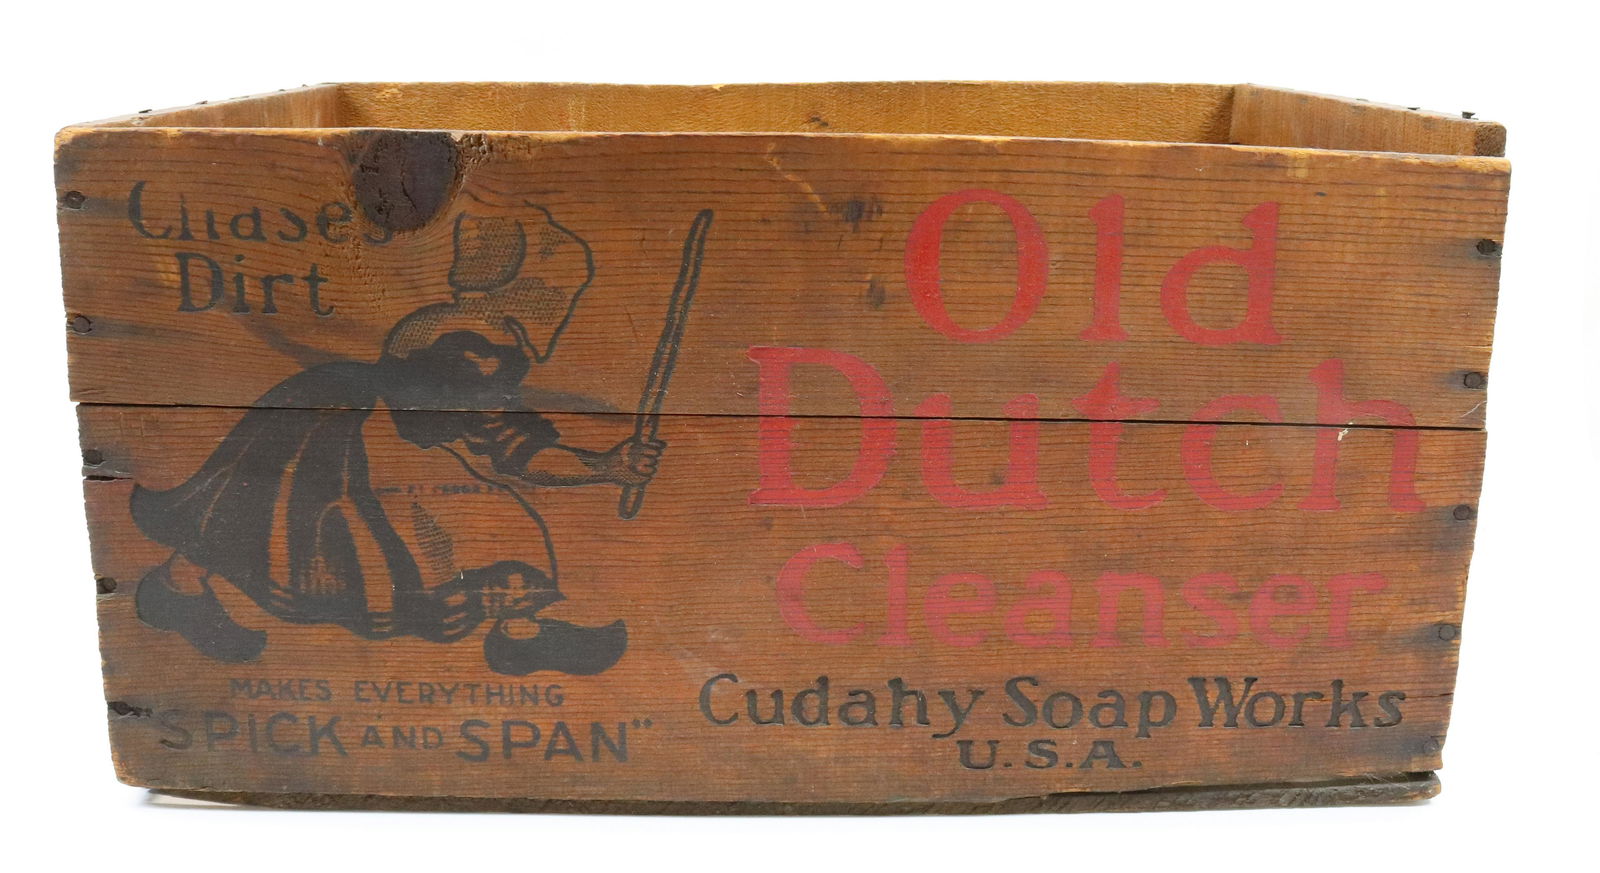 Chases
Dirt
MAKES EVERYTHING
"SPICK AND SPAN"
Old
Dutch
Cleanser
Cudahy Soap Works
U.S.A.